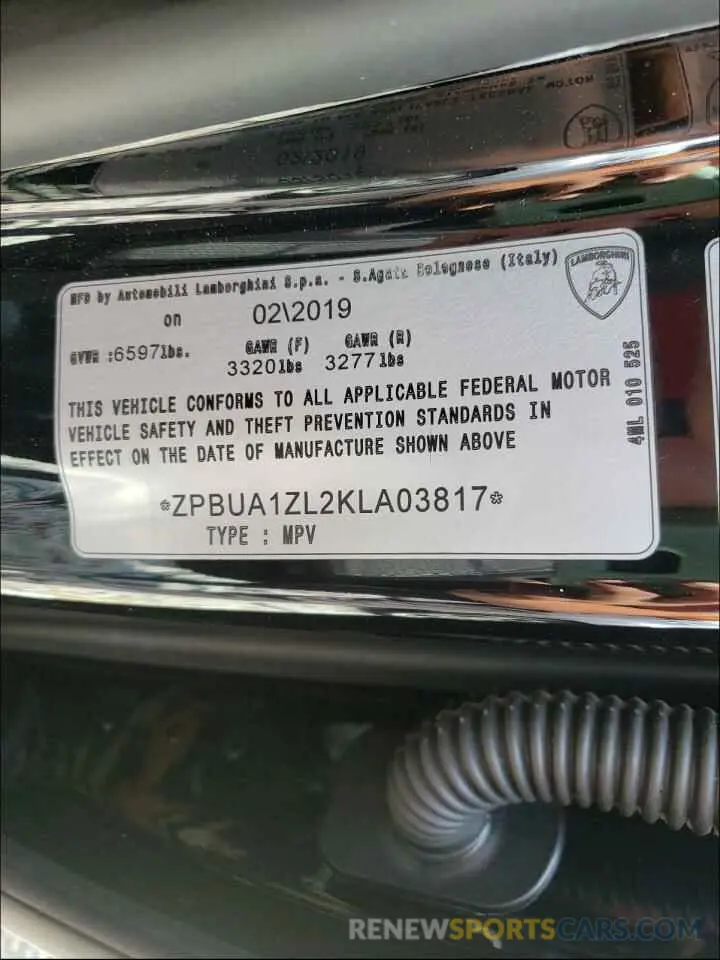 MFD by Automobili Lamborghini S.p.a. - S.Agata Bolognese (Italy)
LAMBORGHINI
on 02\2019
GVWR :6597lbs. GAWR (F) GAWR (R)
3320lbs 3277lbs
THIS VEHICLE CONFORMS TO ALL APPLICABLE FEDERAL MOTOR
VEHICLE SAFETY AND THEFT PREVENTION STANDARDS IN
EFFECT ON THE DATE OF MANUFACTURE SHOWN ABOVE
*ZPBUA1ZL2KLA03817*
TYPE : MPV
4ML 010 525
RENEWSPORTSCARS.COM